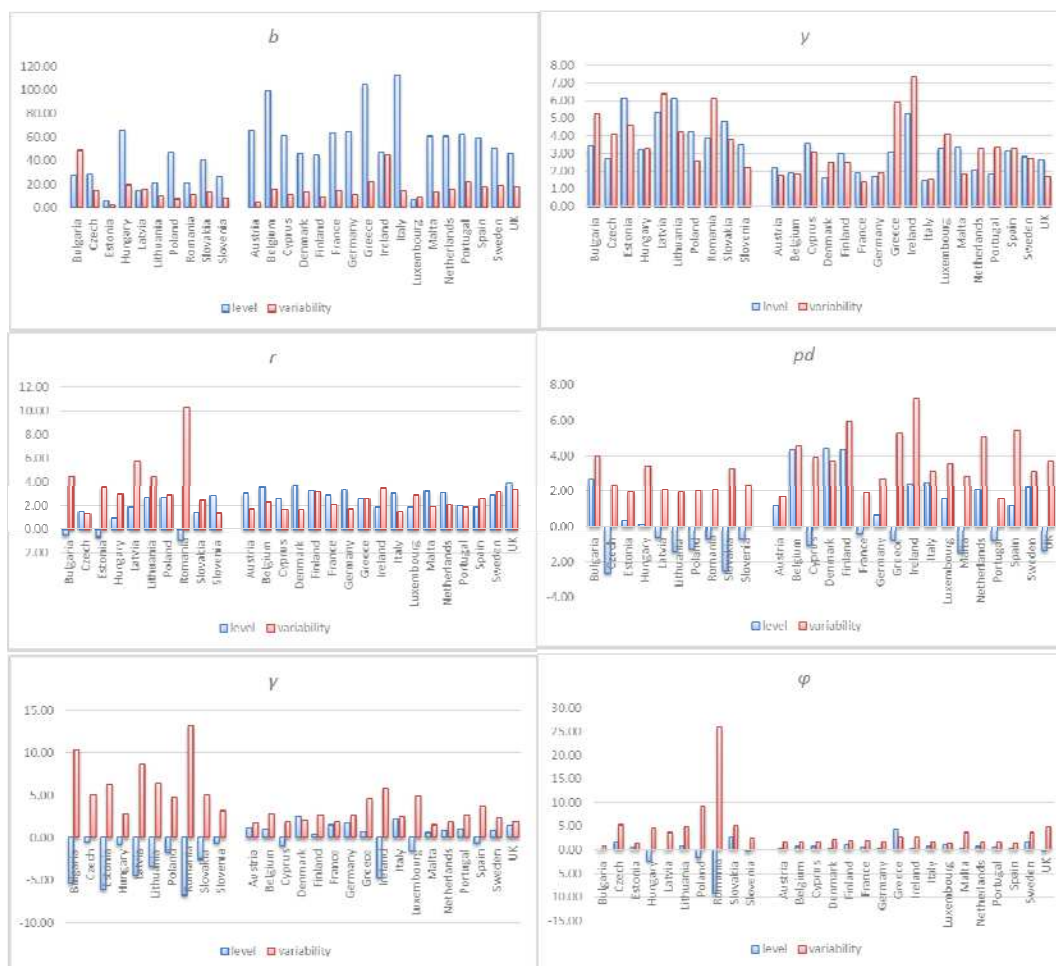 b
120.00
100.00
80.00
60.00
40.00
20.00
0.00
Bulgaria
Czech
Estonia
Hungary
Latvia
Lithuania
Poland
Romania
Slovakia
Slovenia
Austria
Belgium
Cyprus
Denmark
Finland
France
Germany
Greece
Ireland
Italy
Luxembourg
Malta
Netherlands
Portugal
Spain
Sweden
UK
level variability
y
8.00
7.00
6.00
5.00
4.00
3.00
2.00
1.00
0.00
Bulgaria
Czech
Estonia
Hungary
Latvia
Lithuania
Poland
Romania
Slovakia
Slovenia
Austria
Belgium
Cyprus
Denmark
Finland
France
Germany
Greece
Ireland
Italy
Luxembourg
Malta
Netherlands
Portugal
Spain
Sweden
UK
level variability
r
12.00
10.00
8.00
6.00
4.00
2.00
0.00
2.00
Bulgaria
Czech
Estonia
Hungary
Latvia
Lithuania
Poland
Romania
Slovakia
Slovenia
Austria
Belgium
Cyprus
Denmark
Finland
France
Germany
Greece
Ireland
Italy
Luxembourg
Malta
Netherlands
Portugal
Spain
Sweden
UK
level variability
pd
8.00
6.00
4.00
2.00
0.00
2.00
-4.00
Bulgaria
Czech
Estonia
Hungary
Latvia
Lithuania
Poland
Romania
Slovakia
Slovenia
Austria
Belgium
Cyprus
Denmark
Finland
France
Germany
Greece
Ireland
Italy
Luxembourg
Malta
Netherlands
Portugal
Spain
Sweden
UK
level variability
γ
15.00
10.00
5.00
0.00
-5.00
-10.00
Bulgaria
Czech
Estonia
Hungary
Latvia
Lithuania
Poland
Romania
Slovakia
Slovenia
Austria
Belgium
Cyprus
Denmark
Finland
France
Germany
Greece
Ireland
Italy
Luxembourg
Malta
Netherlands
Portugal
Spain
Sweden
UK
level variability
φ
30.00
25.00
20.00
15.00
10.00
5.00
0.00
-5.00
-10.00
-15.00
Bulgaria
Czech
Estonia
Hungary
Latvia
Lithuania
Poland
Romania
Slovakia
Slovenia
Austria
Belgium
Cyprus
Denmark
Finland
France
Germany
Greece
Ireland
Italy
Luxembourg
Malta
Netherlands
Portugal
Spain
Sweden
UK
level variability